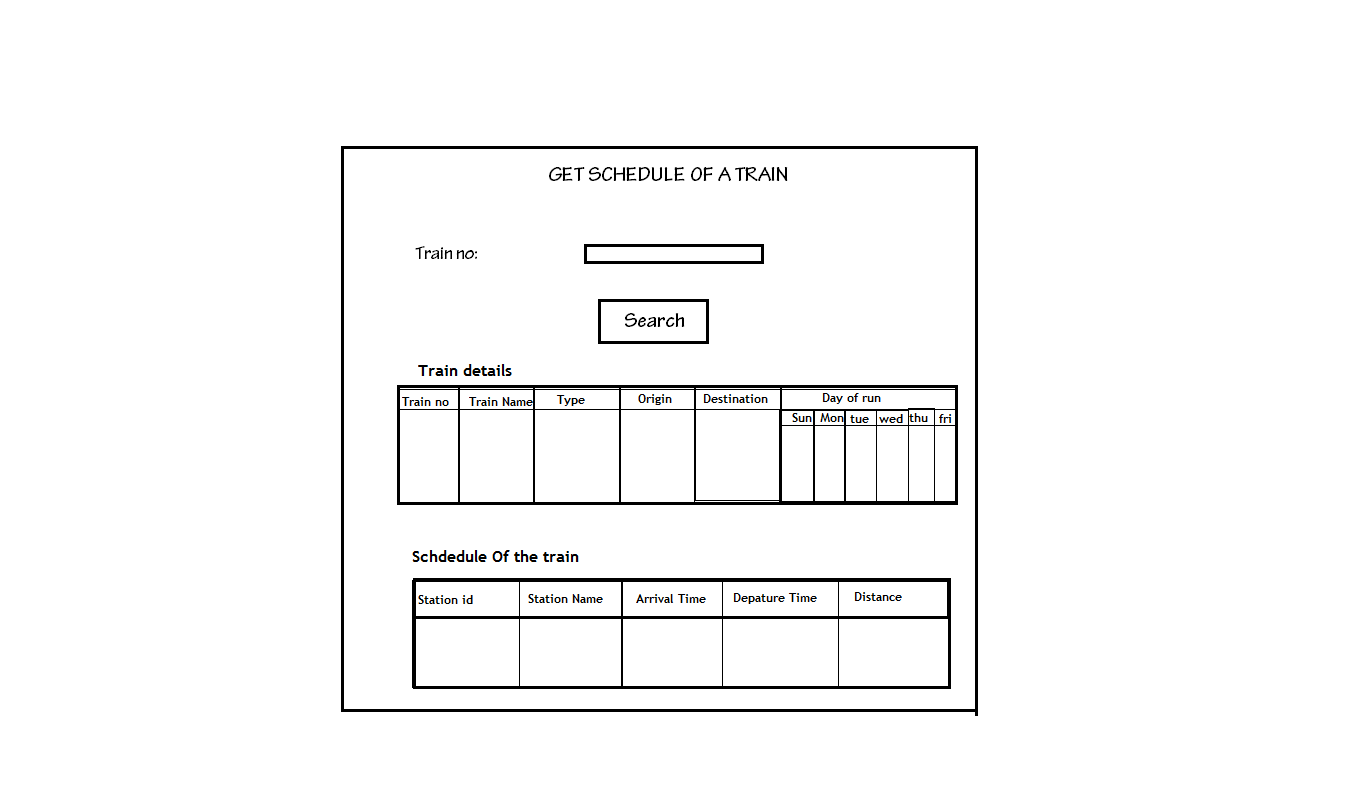 GET SCHEDULE OF A TRAIN
Train no:
Search
Train details
Train no Train Name Type Origin Destination Day of run
Sun Mon tue wed thu fri
Schdedule Of the train
Station id Station Name Arrival Time Depature Time Distance